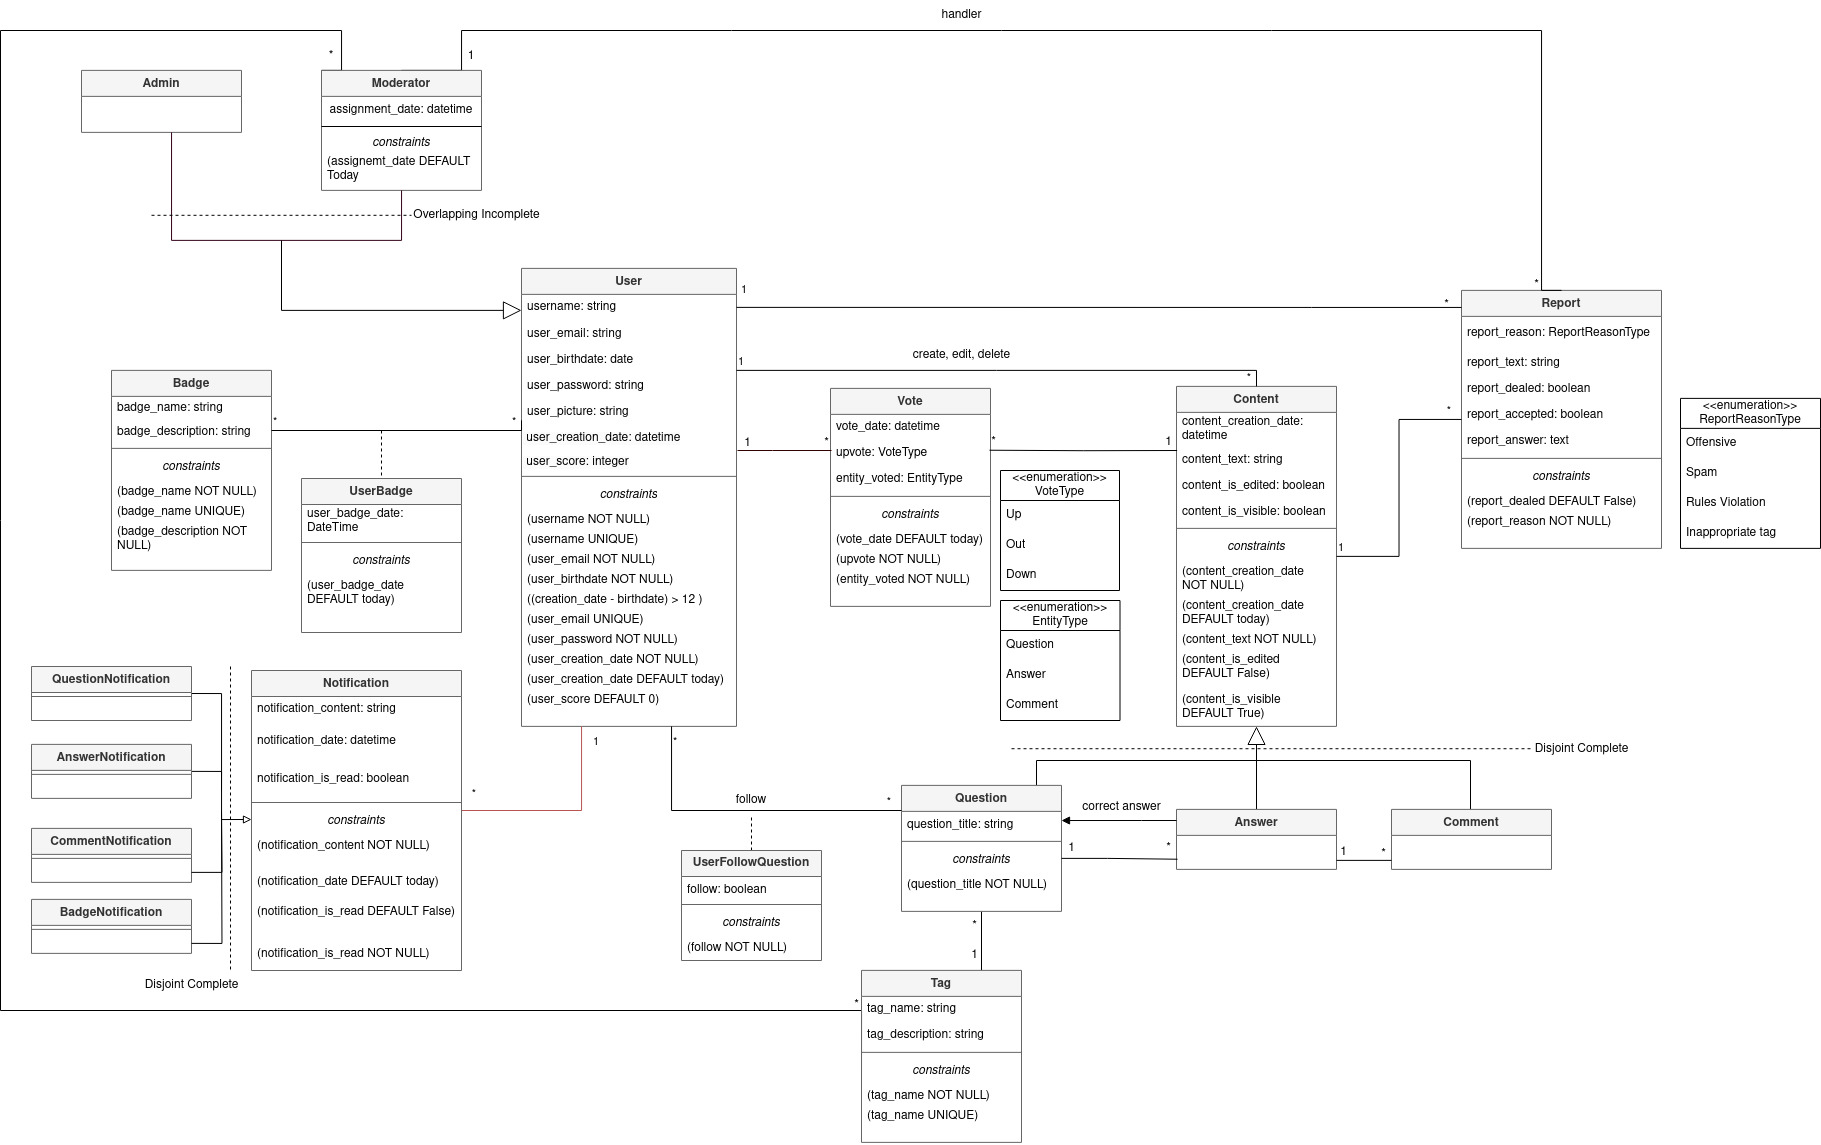 handler
*
1
Admin
Moderator
assignment_date: datetime
constraints
(assignemt_date DEFAULT
Today
Overlapping Incomplete
User
username: string
user_email: string
user_birthdate: date
user_password: string
user_picture: string
user_creation_date: datetime
user_score: integer
constraints
(username NOT NULL)
(username UNIQUE)
(user_email NOT NULL)
(user_birthdate NOT NULL)
((creation_date - birthdate) > 12 )
(user_email UNIQUE)
(user_password NOT NULL)
(user_creation_date NOT NULL)
(user_creation_date DEFAULT today)
(user_score DEFAULT 0)
1
*
*
Report
report_reason: ReportReasonType
report_text: string
report_dealed: boolean
report_accepted: boolean
report_answer: text
constraints
(report_dealed DEFAULT False)
(report_reason NOT NULL)
<<enumeration>>
ReportReasonType
Offensive
Spam
Rules Violation
Inappropriate tag
1
create, edit, delete
*
Badge
badge_name: string
badge_description: string
constraints
(badge_name NOT NULL)
(badge_name UNIQUE)
(badge_description NOT
NULL)
*
*
UserBadge
user_badge_date:
DateTime
constraints
(user_badge_date
DEFAULT today)
1
*
Vote
vote_date: datetime
upvote: VoteType
entity_voted: EntityType
constraints
(vote_date DEFAULT today)
(upvote NOT NULL)
(entity_voted NOT NULL)
*
1
<<enumeration>>
VoteType
Up
Out
Down
<<enumeration>>
EntityType
Question
Answer
Comment
Content
content_creation_date:
datetime
content_text: string
content_is_edited: boolean
content_is_visible: boolean
constraints
(content_creation_date
NOT NULL)
(content_creation_date
DEFAULT today)
(content_text NOT NULL)
(content_is_edited
DEFAULT False)
(content_is_visible
DEFAULT True)
1
*
Disjoint Complete
QuestionNotification
AnswerNotification
CommentNotification
BadgeNotification
Disjoint Complete
Notification
notification_content: string
notification_date: datetime
notification_is_read: boolean
constraints
(notification_content NOT NULL)
(notification_date DEFAULT today)
(notification_is_read DEFAULT False)
(notification_is_read NOT NULL)
*
1
*
follow
*
UserFollowQuestion
follow: boolean
constraints
(follow NOT NULL)
Question
question_title: string
constraints
(question_title NOT NULL)
correct answer
1
*
Answer
1
*
Comment
*
1
*
Tag
tag_name: string
tag_description: string
constraints
(tag_name NOT NULL)
(tag_name UNIQUE)